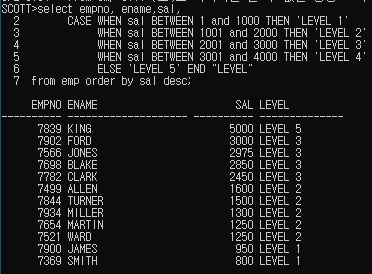 SCOTT>select empno, ename,sal,
  2         CASE WHEN sal BETWEEN 1 and 1000 THEN 'LEVEL 1'
  3              WHEN sal BETWEEN 1001 and 2000 THEN 'LEVEL 2'
  4              WHEN sal BETWEEN 2001 and 3000 THEN 'LEVEL 3'
  5              WHEN sal BETWEEN 3001 and 4000 THEN 'LEVEL 4'
  6              ELSE 'LEVEL 5' END "LEVEL"
  7  from emp order by sal desc;
EMPNO ENAME SAL LEVEL
---------- -------------------- ---------- --------------
7839 KING 5000 LEVEL 5
7902 FORD 3000 LEVEL 3
7566 JONES 2975 LEVEL 3
7698 BLAKE 2850 LEVEL 3
7782 CLARK 2450 LEVEL 3
7499 ALLEN 1600 LEVEL 2
7844 TURNER 1500 LEVEL 2
7934 MILLER 1300 LEVEL 2
7654 MARTIN 1250 LEVEL 2
7521 WARD 1250 LEVEL 2
7900 JAMES 950 LEVEL 1
7369 SMITH 800 LEVEL 1